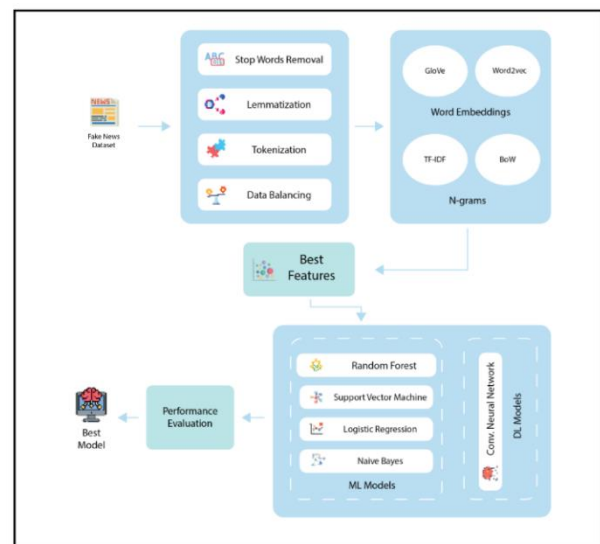 NEWS
Fake News
Dataset
ABC
Stop Words Removal
Lemmatization
Tokenization
Data Balancing
GloVe
Word2vec
Word Embeddings
TF-IDF
BoW
N-grams
Best
Features
Random Forest
Support Vector Machine
Logistic Regression
Naive Bayes
ML Models
Conv. Neural Network
DL Models
Performance
Evaluation
Best
Model